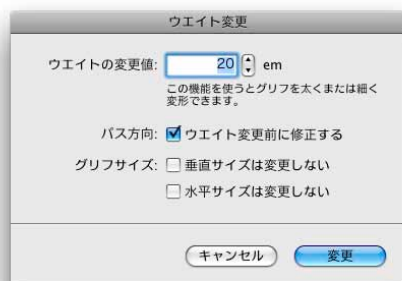 ウエイト変更
ウエイトの変更値: 20 em
この機能を使うとグリフを太くまたは細く
変形できます。
パス方向: ウエイト変更前に修正する
グリフサイズ: 垂直サイズは変更しない
水平サイズは変更しない
キャンセル 変更